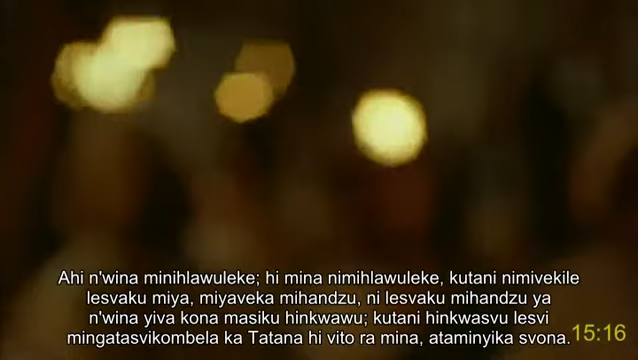 Ahi n'wina minihlawuleke; hi mina nimihlawuleke, kutani nimivekile
lesvaku miya, miyaveka mihandzu, ni lesvaku mihandzu ya
n'wina yiva kona masiku hinkwawu; kutani hinkwasvu lesvi
mingatasvikombela ka Tatana hi vito ra mina, ataminyika svona.
15:16